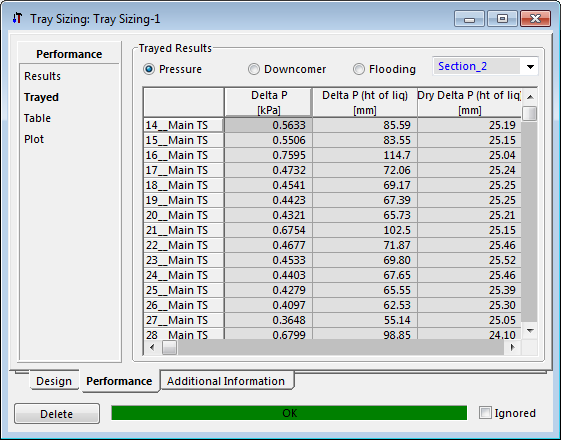 Tray Sizing: Tray Sizing-1
Performance
Results
Trayed
Table
Plot
Trayed Results
Pressure Downcomer Flooding Section_2
Delta P Delta P (ht of liq) Dry Delta P (ht of liq)
[kPa] [mm] [mm]
14__Main TS 0.5633 85.59 25.19
15__Main TS 0.5506 83.55 25.15
16__Main TS 0.7595 114.7 25.04
17__Main TS 0.4732 72.06 25.24
18__Main TS 0.4541 69.17 25.25
19__Main TS 0.4423 67.39 25.25
20__Main TS 0.4321 65.73 25.21
21__Main TS 0.6754 102.5 25.15
22__Main TS 0.4677 71.87 25.46
23__Main TS 0.4533 69.80 25.52
24__Main TS 0.4403 67.65 25.46
25__Main TS 0.4279 65.55 25.39
26__Main TS 0.4097 62.53 25.30
27__Main TS 0.3648 55.14 25.05
28__Main TS 0.6799 98.85 24.10
Design Performance Additional Information
Delete OK Ignored